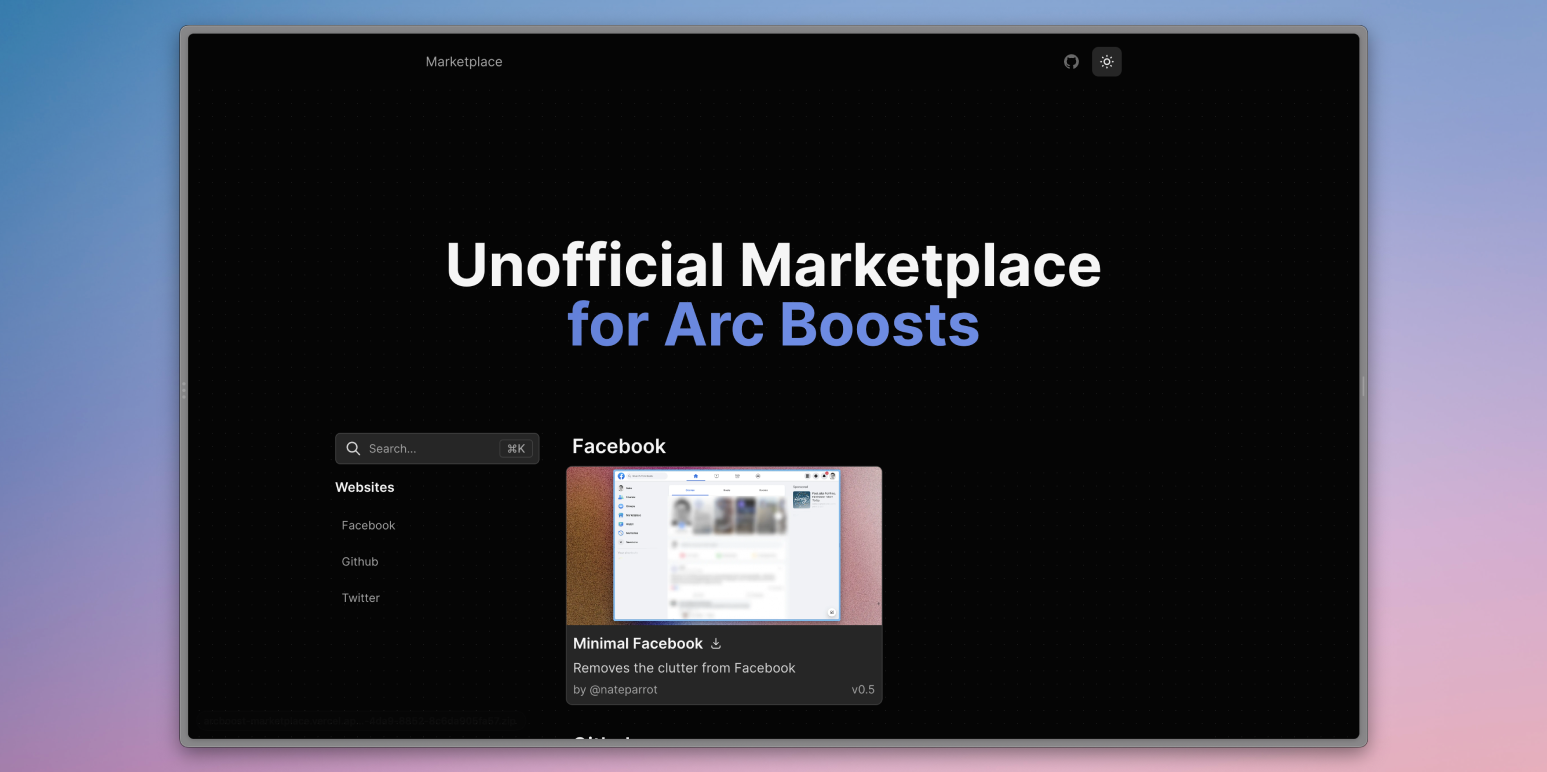 Marketplace
Unofficial Marketplace
for Arc Boosts
Search...
⌘K
Websites
Facebook
Github
Twitter
Facebook
Minimal Facebook
Removes the clutter from Facebook
by @nateparrot
v0.5